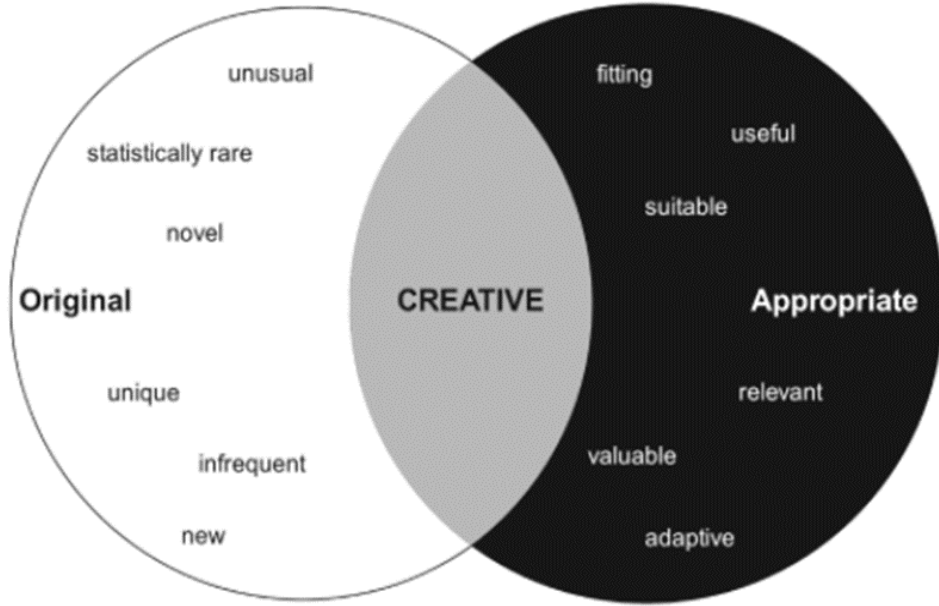 unusual
statistically rare
novel
Original
unique
infrequent
new
CREATIVE
fitting
useful
suitable
Appropriate
relevant
valuable
adaptive